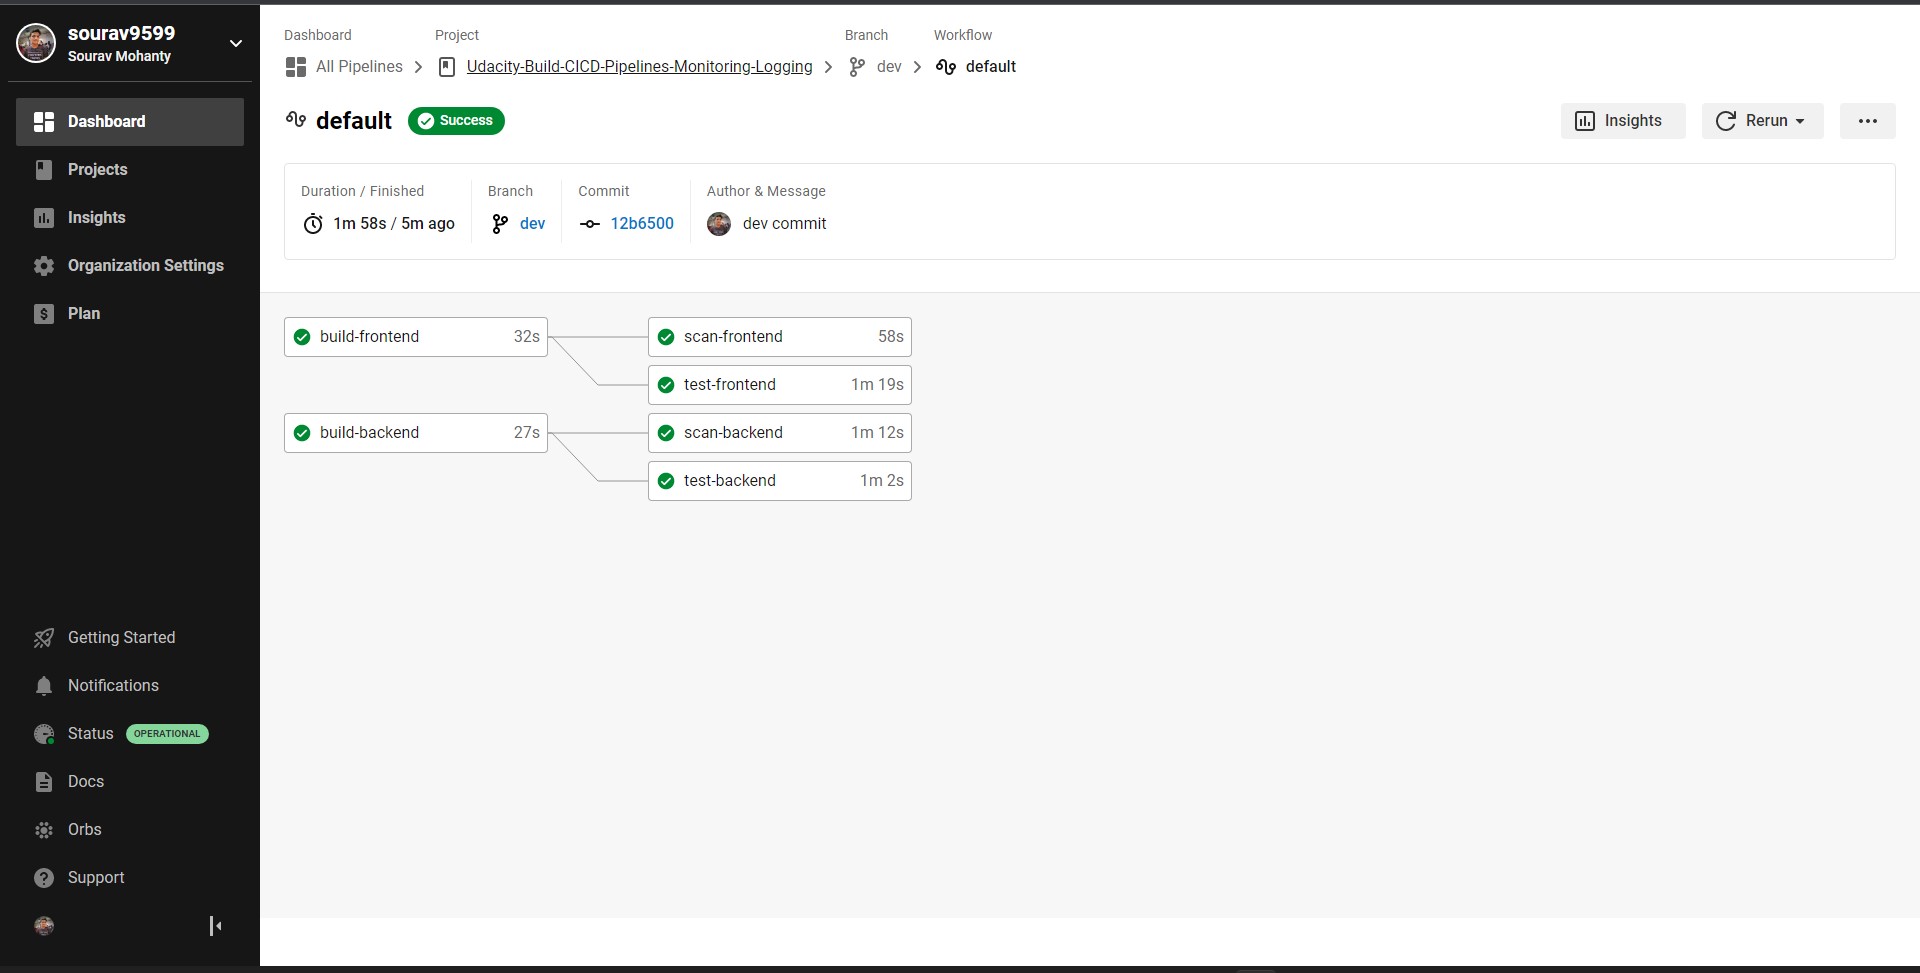 sourav9599
Sourav Mohanty
Dashboard
Projects
Insights
Organization Settings
Plan
Getting Started
Notifications
Status OPERATIONAL
Docs
Orbs
Support
Dashboard Project Branch Workflow
All Pipelines Udacity-Build-CICD-Pipelines-Monitoring-Logging dev default
default Success
Insights Rerun
Duration / Finished Branch Commit Author & Message
1m 58s / 5m ago dev 12b6500 dev commit
build-frontend 32s scan-frontend 58s
test-frontend 1m 19s
build-backend 27s scan-backend 1m 12s
test-backend 1m 2s